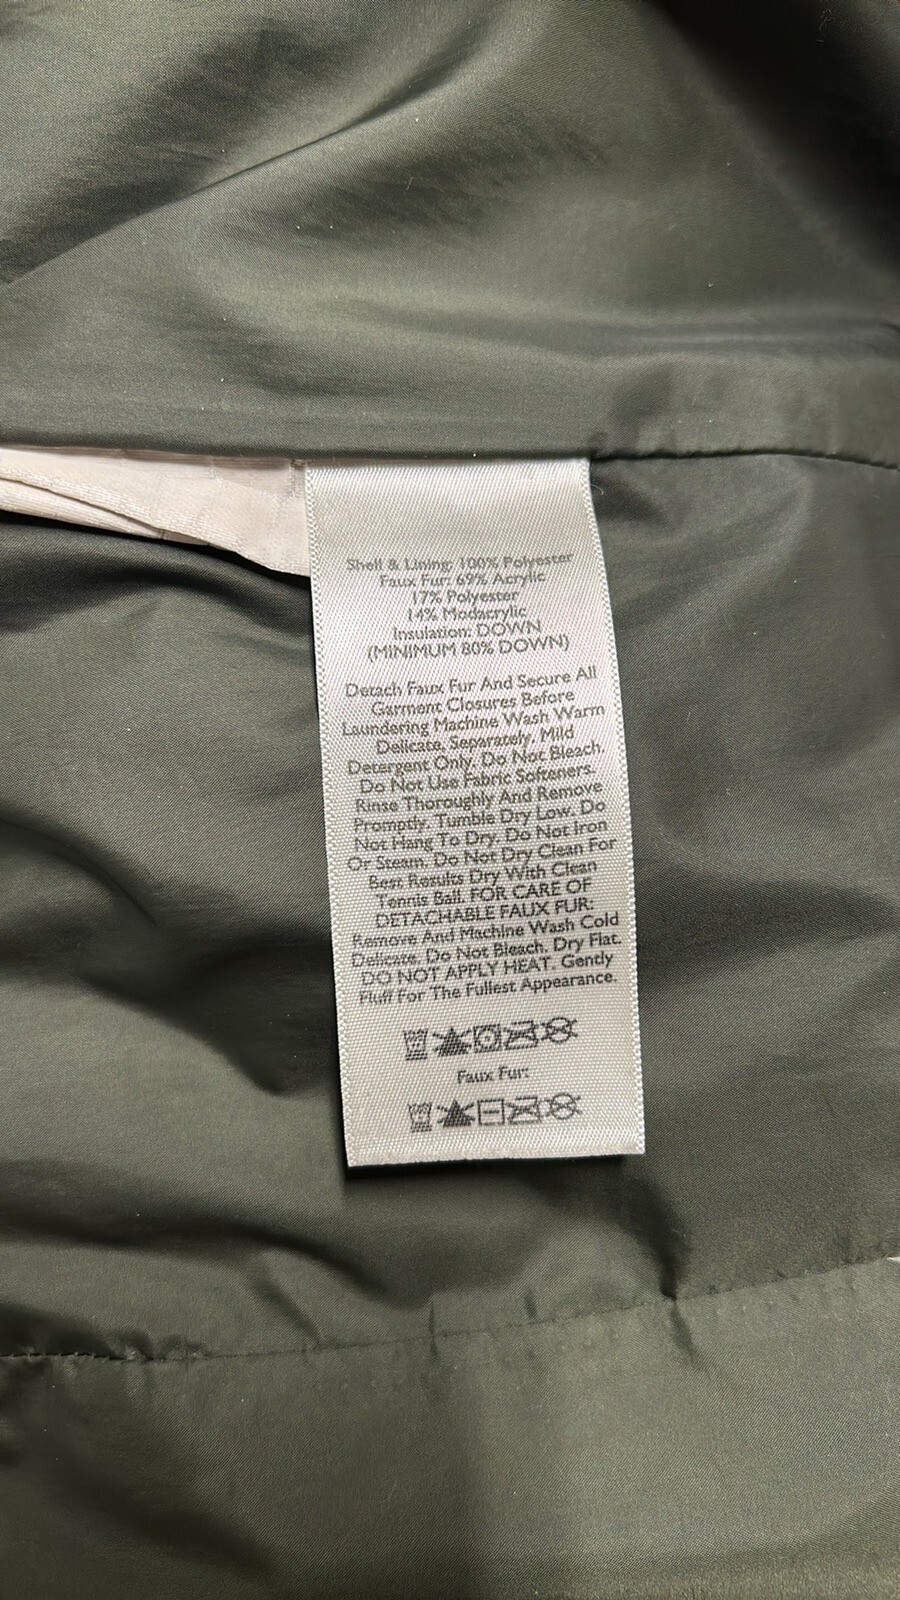 Shell & Lining: 100% Polyester
Faux Fur: 69% Acrylic
17% Polyester
14% Modacrylic
Insulation: DOWN
(MINIMUM 80% DOWN)
Detach Faux Fur And Secure All
Garment Closures Before
Laundering Machine Wash Warm
Delicate, Separately, Mild
Detergent Only, Do Not Bleach.
Do Not Use Fabric Softeners.
Rinse Thoroughly And Remove
Promptly. Tumble Dry Low. Do
Not Hang To Dry. Do Not Iron
Or Steam. Do Not Dry Clean For
Best Results Dry With Clean
Tennis Ball. FOR CARE OF
DETACHABLE FAUX FUR:
Remove And Machine Wash Cold
Delicate. Do Not Bleach. Dry Flat.
DO NOT APPLY HEAT. Gently
Fluff For The Fullest Appearance.
Faux Fur: